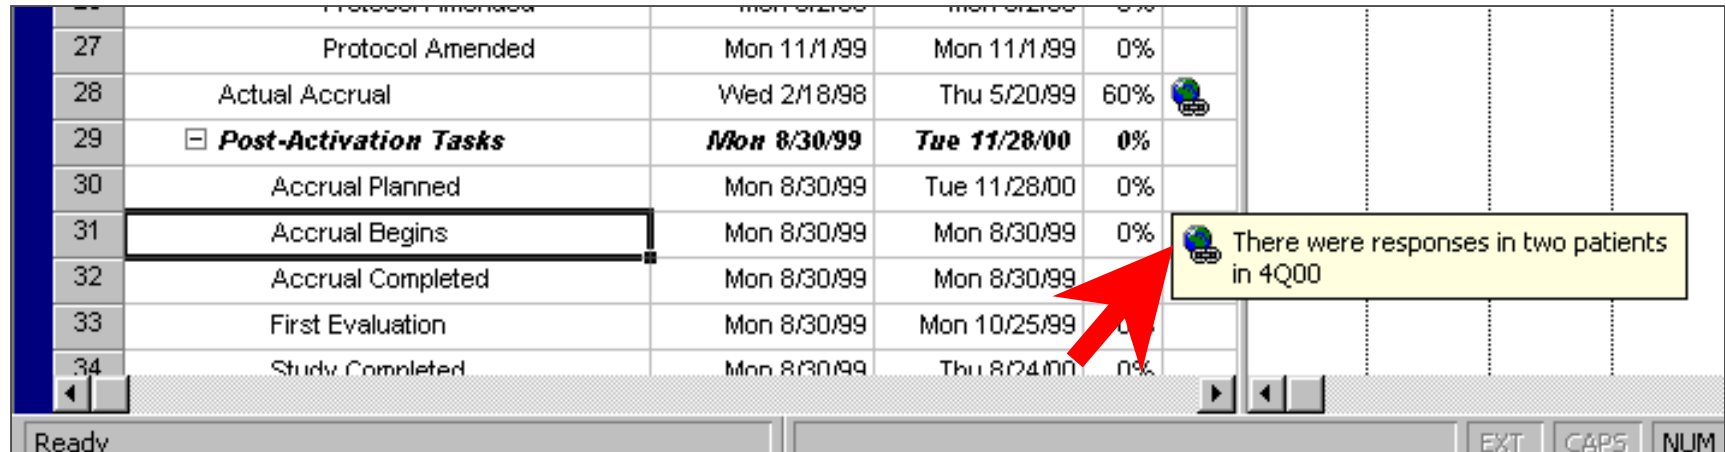 27 Protocol Amended Mon 11/1/99 Mon 11/1/99 0%
28 Actual Accrual Wed 2/18/98 Thu 5/20/99 60%
29 Post-Activation Tasks Mon 8/30/99 Tue 11/28/00 0%
30 Accrual Planned Mon 8/30/99 Tue 11/28/00 0%
31 Accrual Begins Mon 8/30/99 Mon 8/30/99 0%
There were responses in two patients
in 4Q00
32 Accrual Completed Mon 8/30/99 Mon 8/30/99
33 First Evaluation Mon 8/30/99 Mon 10/25/99
34 Study Completed Mon 8/30/99 Thu 8/24/00 0%
Ready EXT CAPS NUM